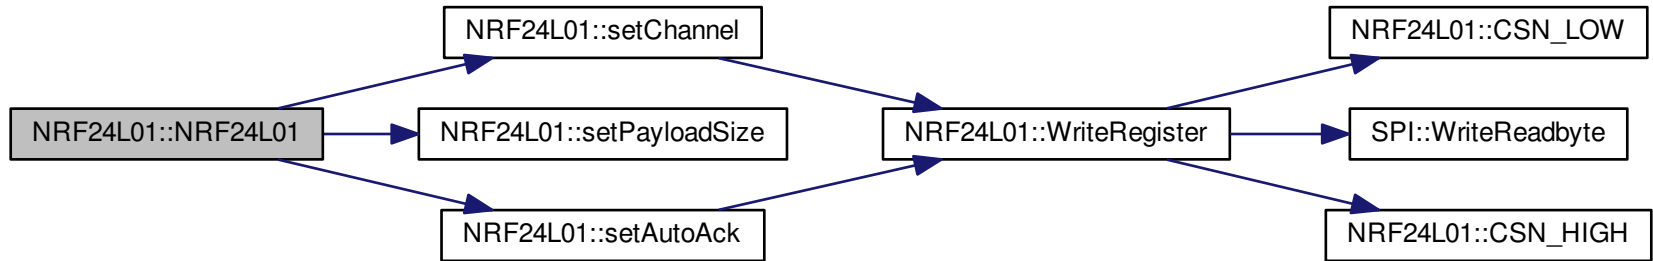 NRF24L01::NRF24L01
NRF24L01::setChannel
NRF24L01::setPayloadSize
NRF24L01::setAutoAck
NRF24L01::WriteRegister
NRF24L01::CSN_LOW
SPI::WriteReadbyte
NRF24L01::CSN_HIGH